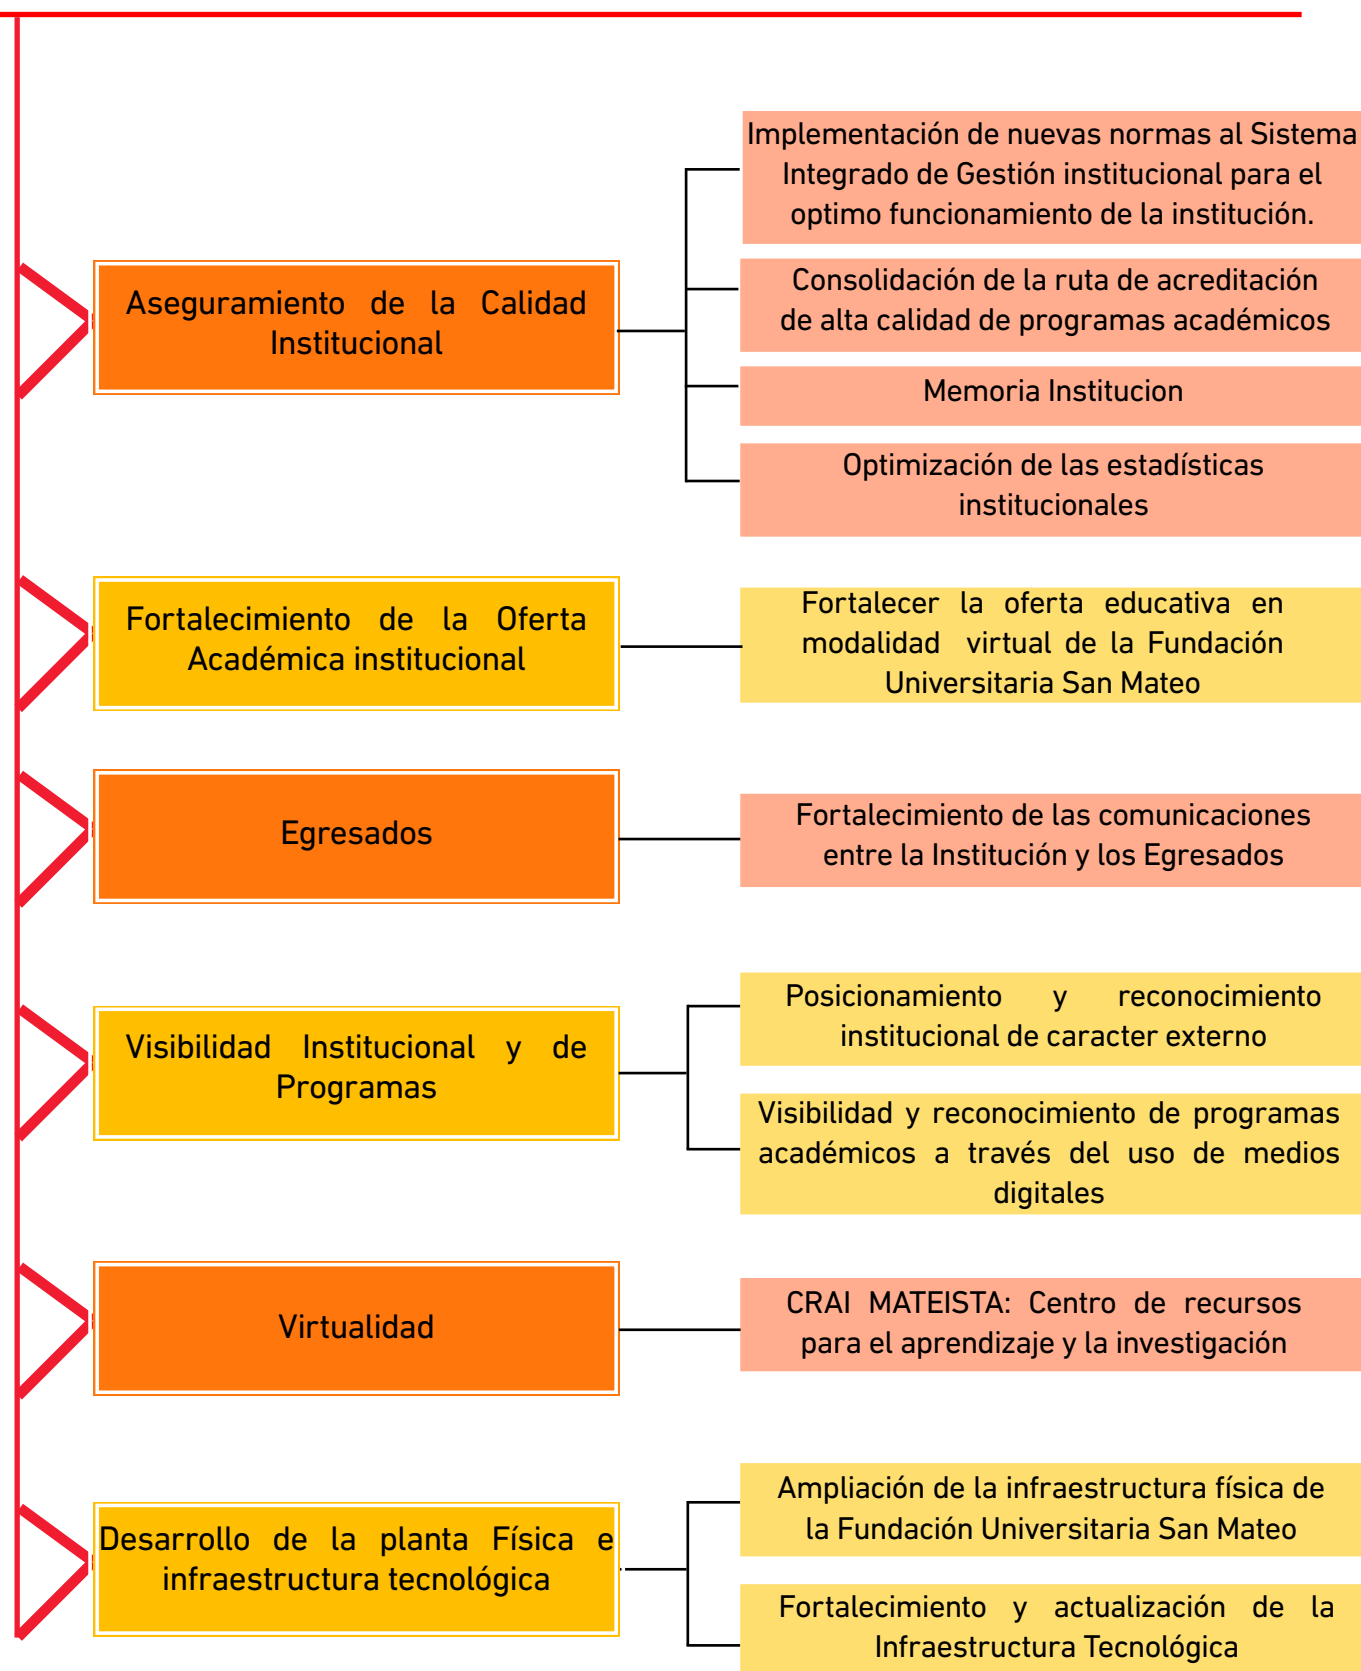 Implementación de nuevas normas al Sistema
Integrado de Gestión institucional para el
optimo funcionamiento de la institución.
Aseguramiento de la Calidad
Institucional
Consolidación de la ruta de acreditación
de alta calidad de programas académicos
Memoria Institucion
Optimización de las estadísticas
institucionales
Fortalecimiento de la Oferta
Académica institucional
Fortalecer la oferta educativa en
modalidad virtual de la Fundación
Universitaria San Mateo
Egresados
Fortalecimiento de las comunicaciones
entre la Institución y los Egresados
Visibilidad Institucional y de
Programas
Posicionamiento y reconocimiento
institucional de caracter externo
Visibilidad y reconocimiento de programas
académicos a través del uso de medios
digitales
Virtualidad
CRAI MATEISTA: Centro de recursos
para el aprendizaje y la investigación
Desarrollo de la planta Física e
infraestructura tecnológica
Ampliación de la infraestructura física de
la Fundación Universitaria San Mateo
Fortalecimiento y actualización de la
Infraestructura Tecnológica